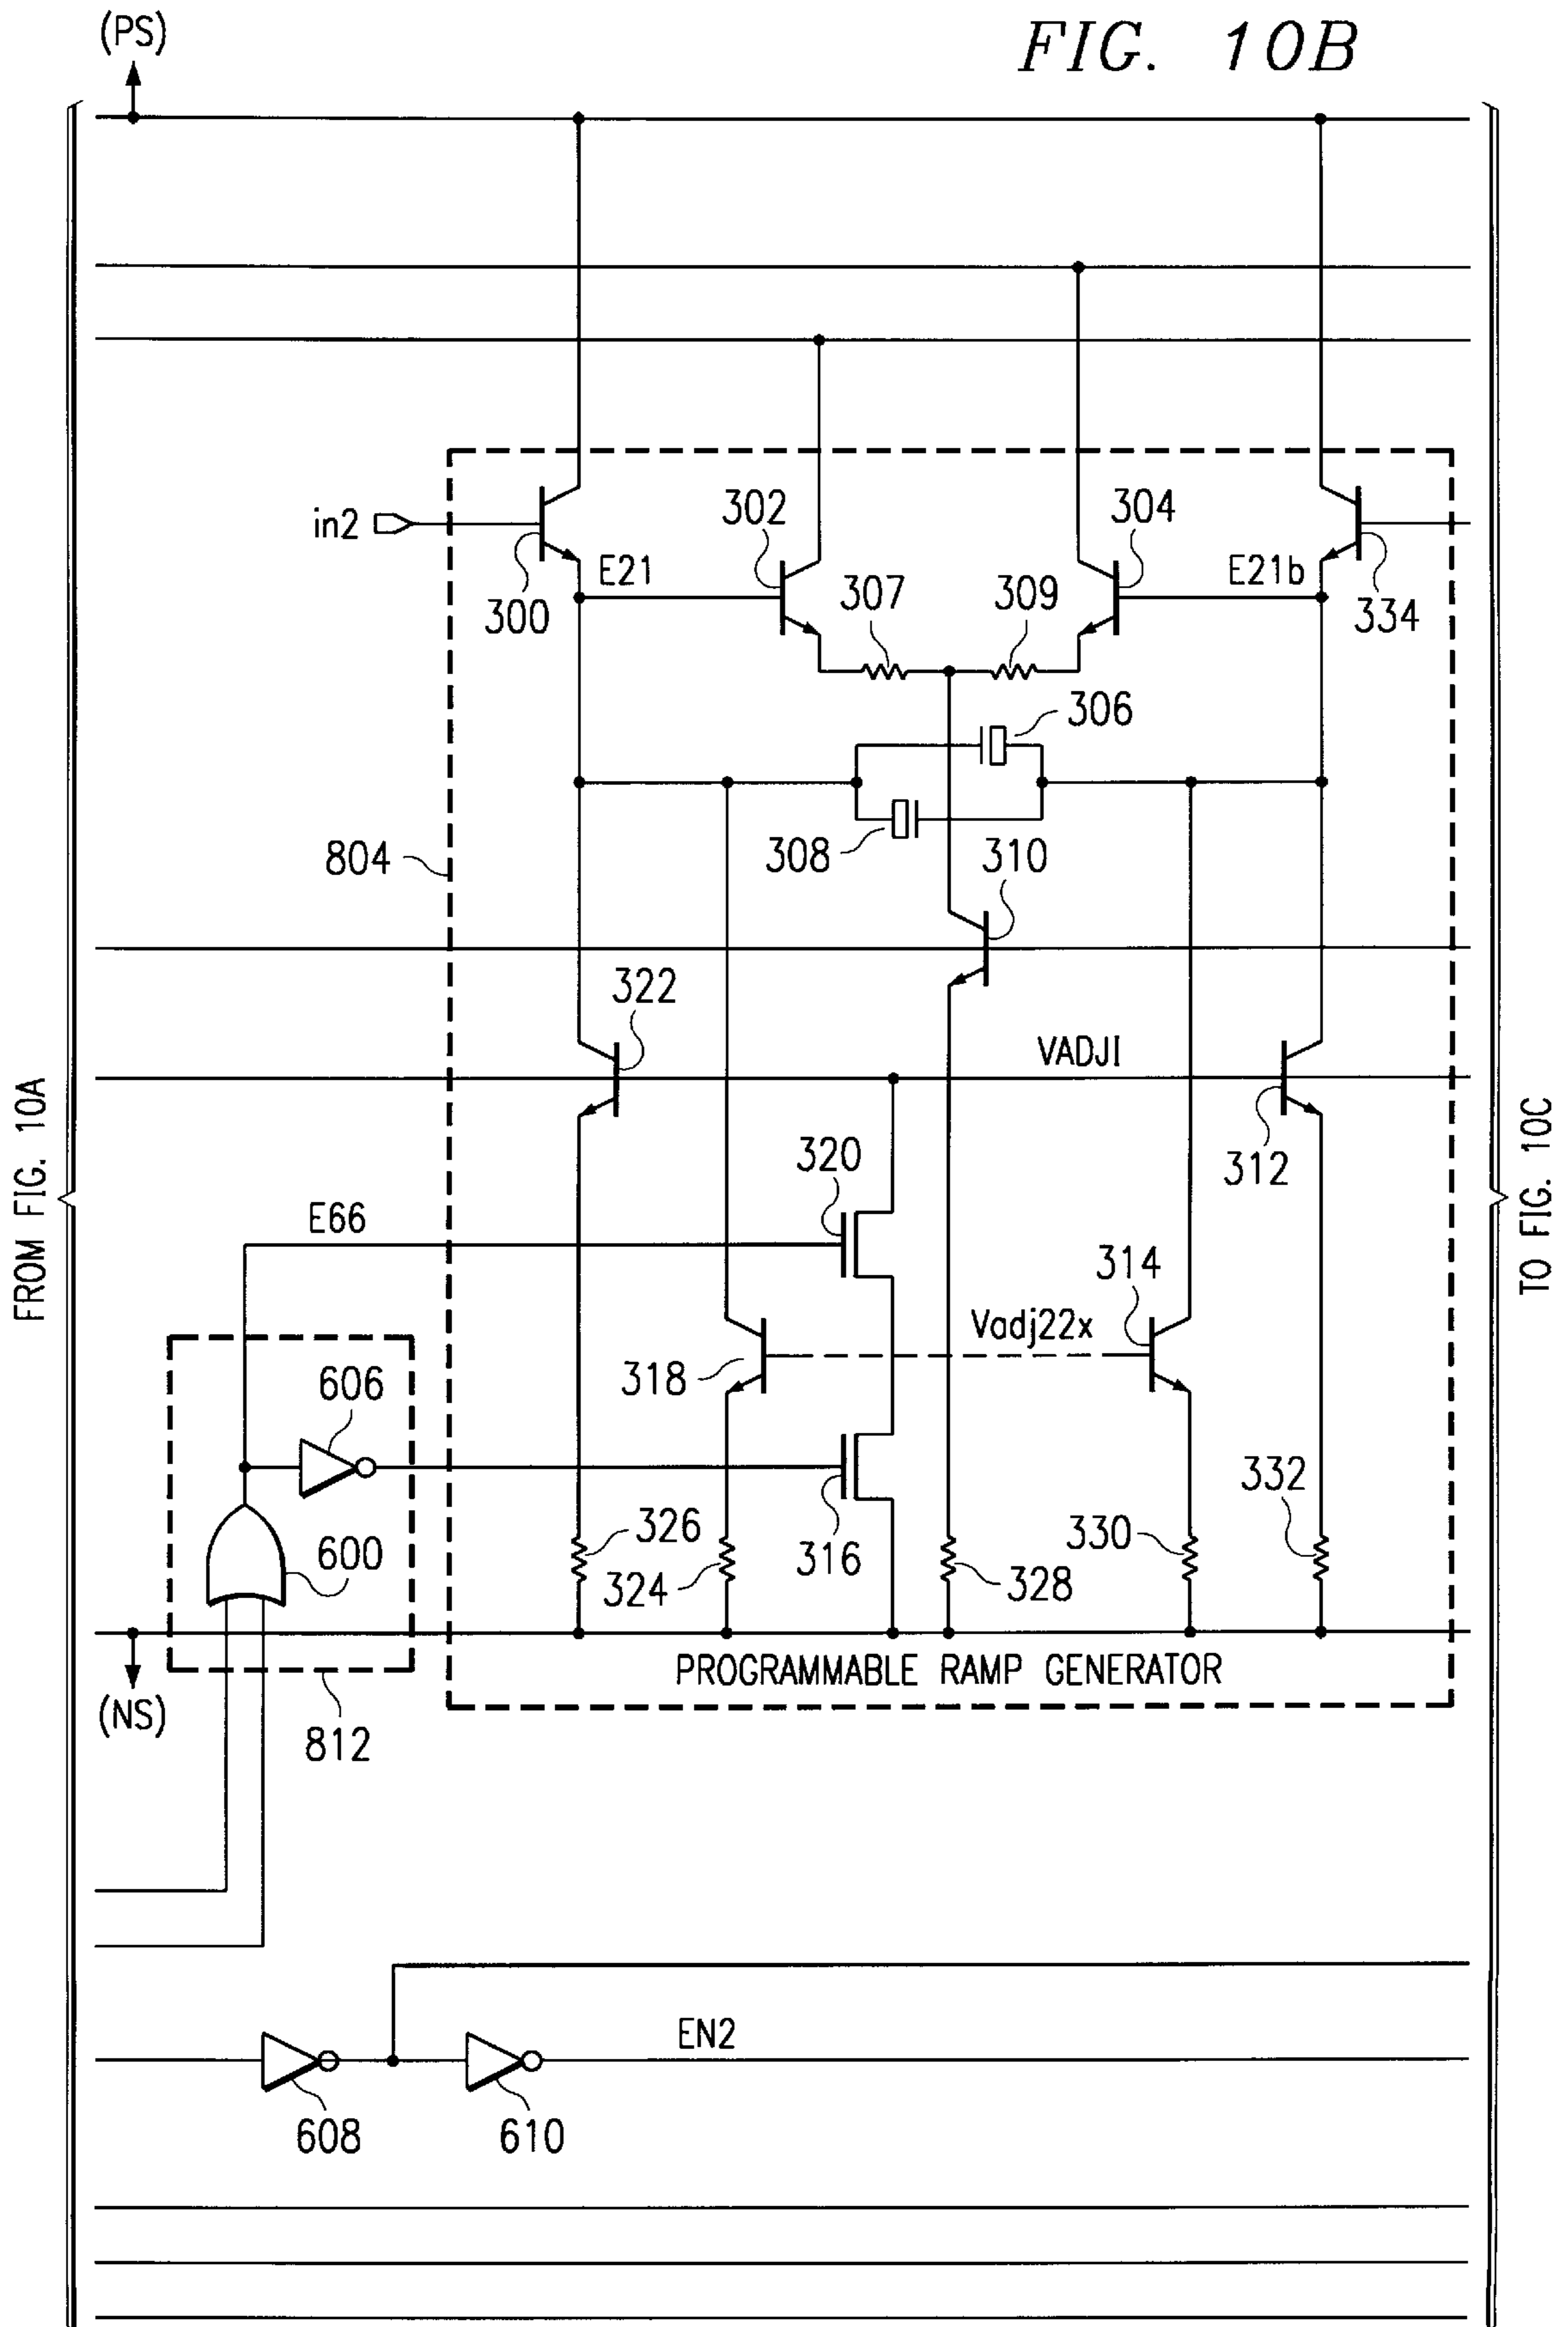 (PS)
FIG. 10B
in2
300
E21
302
307
309
304
E21b
334
306
308
804
310
322
VADJI
FROM FIG. 10A
TO FIG. 10C
320
312
E66
314
Vadj22x
318
606
600
326
324
316
328
330
332
(NS)
PROGRAMMABLE RAMP GENERATOR
812
EN2
608
610